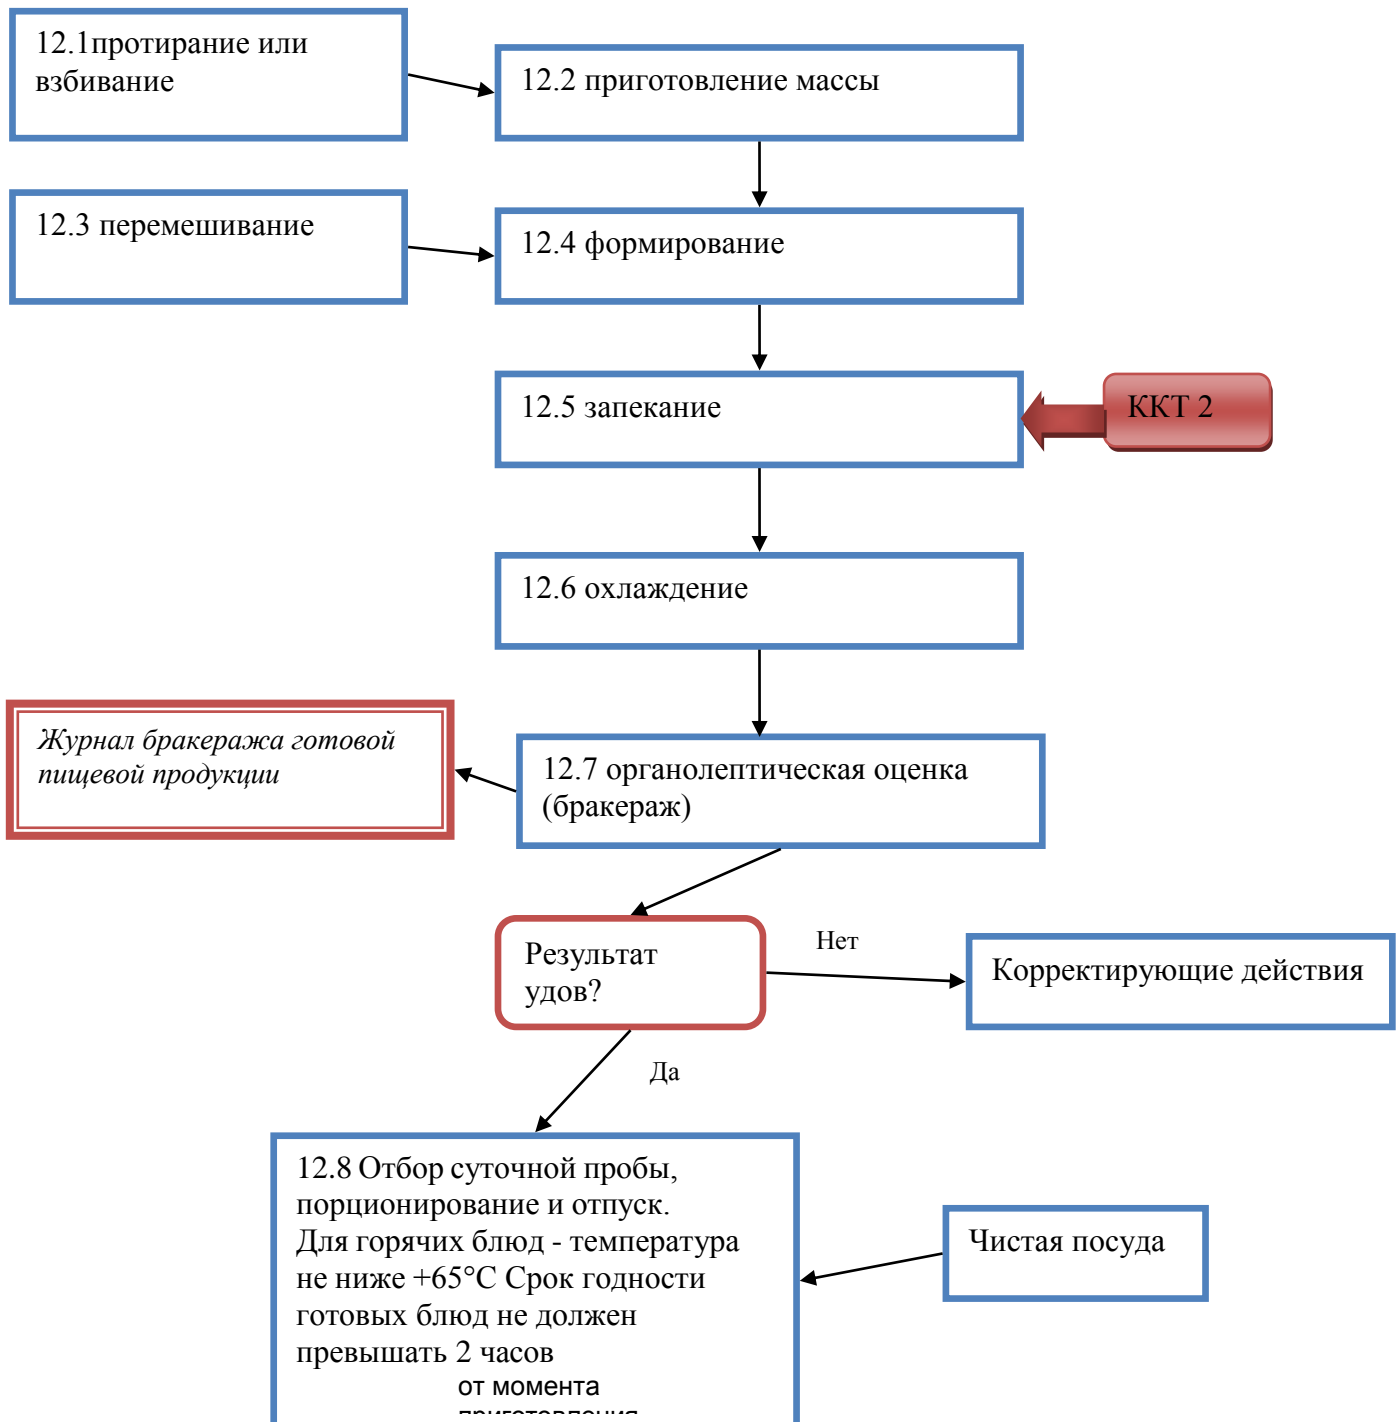 12.1протирание или
взбивание
12.2 приготовление массы
12.3 перемешивание
12.4 формирование
12.5 запекание
ККТ 2
12.6 охлаждение
Журнал бракеража готовой
пищевой продукции
12.7 органолептическая оценка
(бракераж)
Результат
удов?
Нет
Корректирующие действия
Да
12.8 Отбор суточной пробы,
порционирование и отпуск.
Для горячих блюд - температура
не ниже +65°С Срок годности
готовых блюд не должен
превышать 2 часов
от момента
приготовления
Чистая посуда